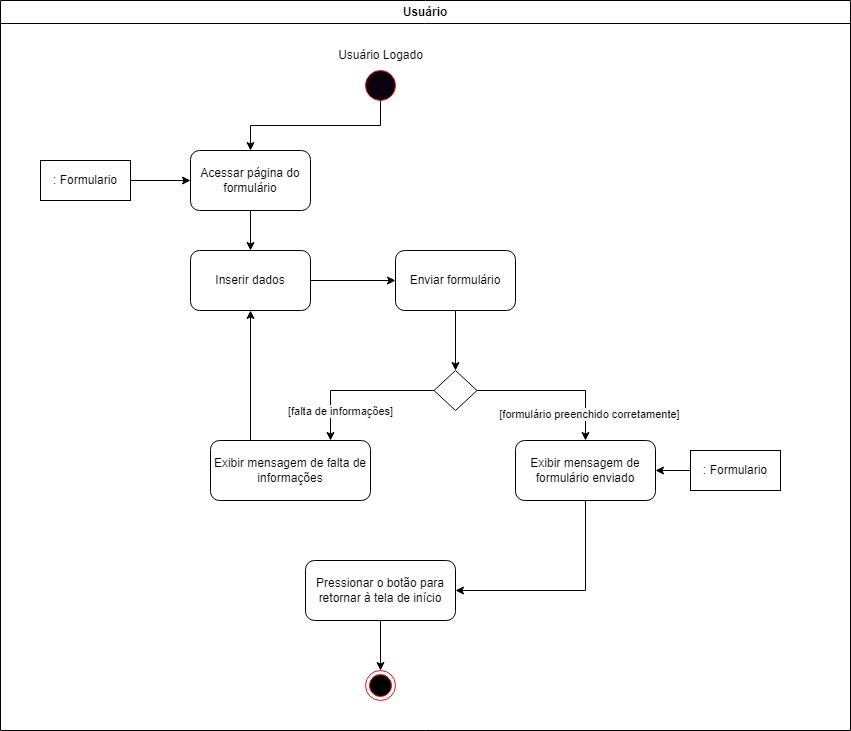 Usuário
Usuário Logado
Acessar página do
formulário
: Formulario
Inserir dados
Enviar formulário
[falta de informações]
[formulário preenchido corretamente]
Exibir mensagem de falta de
informações
Exibir mensagem de
formulário enviado
: Formulario
Pressionar o botão para
retornar à tela de início